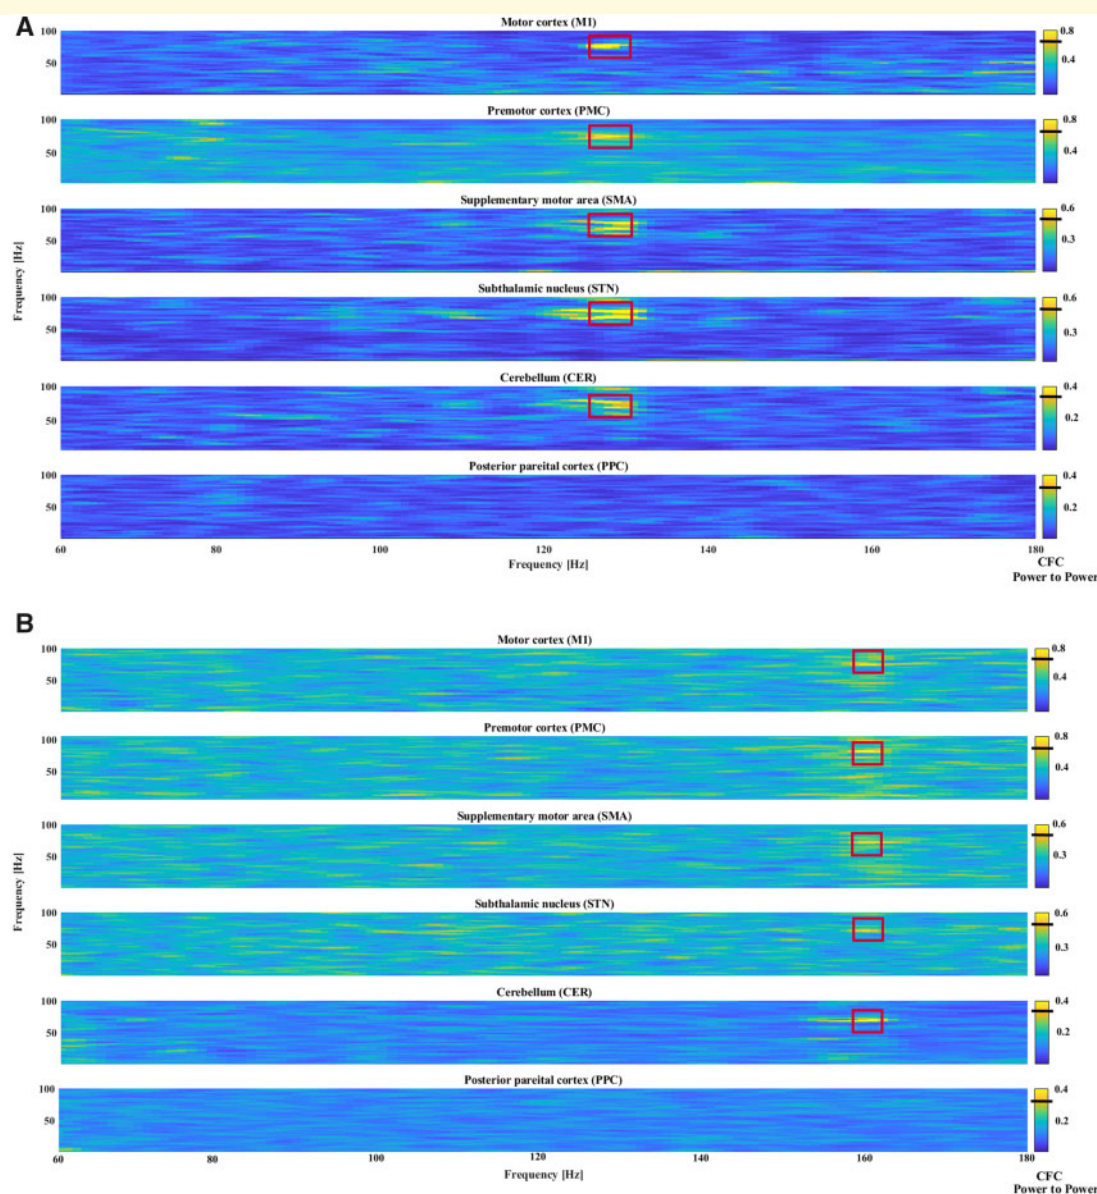 A
Motor cortex (M1)
100
50
0.8
0.4
Premotor cortex (PMC)
100
50
0.8
0.4
Supplementary motor area (SMA)
100
50
0.6
0.3
Frequency [Hz]
Subthalamic nucleus (STN)
100
50
0.6
0.3
Cerebellum (CER)
100
50
0.4
0.2
Posterior pareital cortex (PPC)
100
50
0.4
0.2
60 80 100 120 140 160 180
Frequency [Hz]
CFC
Power to Power
B
Motor cortex (M1)
100
50
0.8
0.4
Premotor cortex (PMC)
100
50
0.8
0.4
Supplementary motor area (SMA)
100
50
0.6
0.3
Frequency [Hz]
Subthalamic nucleus (STN)
100
50
0.6
0.3
Cerebellum (CER)
100
50
0.4
0.2
Posterior pareital cortex (PPC)
100
50
0.4
0.2
60 80 100 120 140 160 180
Frequency [Hz]
CFC
Power to Power